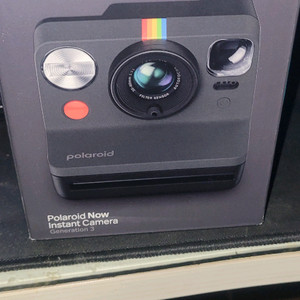 polaroid
Polaroid Now
Instant Camera
Generation 3